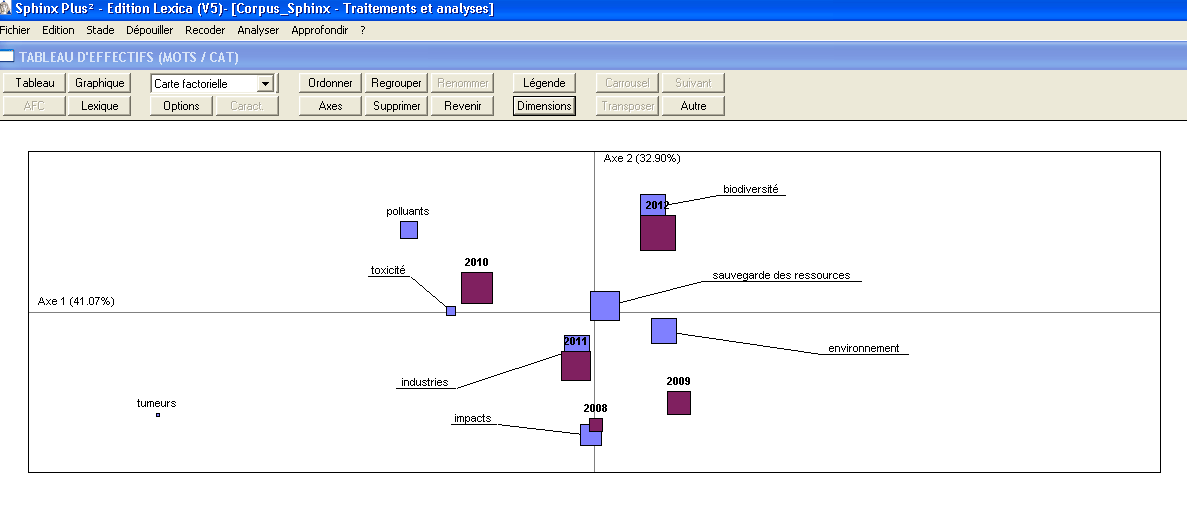 Sphinx Plus² - Edition Lexica (V5)- [Corpus_Sphinx - Traitements et analyses]
Fichier Edition Stade Dépouiller Recoder Analyser Approfondir ?
TABLEAU D'EFFECTIFS (MOTS / CAT)
Tableau Graphique Carte factorielle Ordonner Regrouper Renommer Légende Carrousel Suivant
AFC Lexique Options Caract. Axes Supprimer Revenir Dimensions Transposer Autre
Axe 2 (32.90%)
biodiversité
2012
polluants
2010
toxicité
sauvegarde des ressources
Axe 1 (41.07%)
2011
environnement
industries
2009
tumeurs
2008
impacts